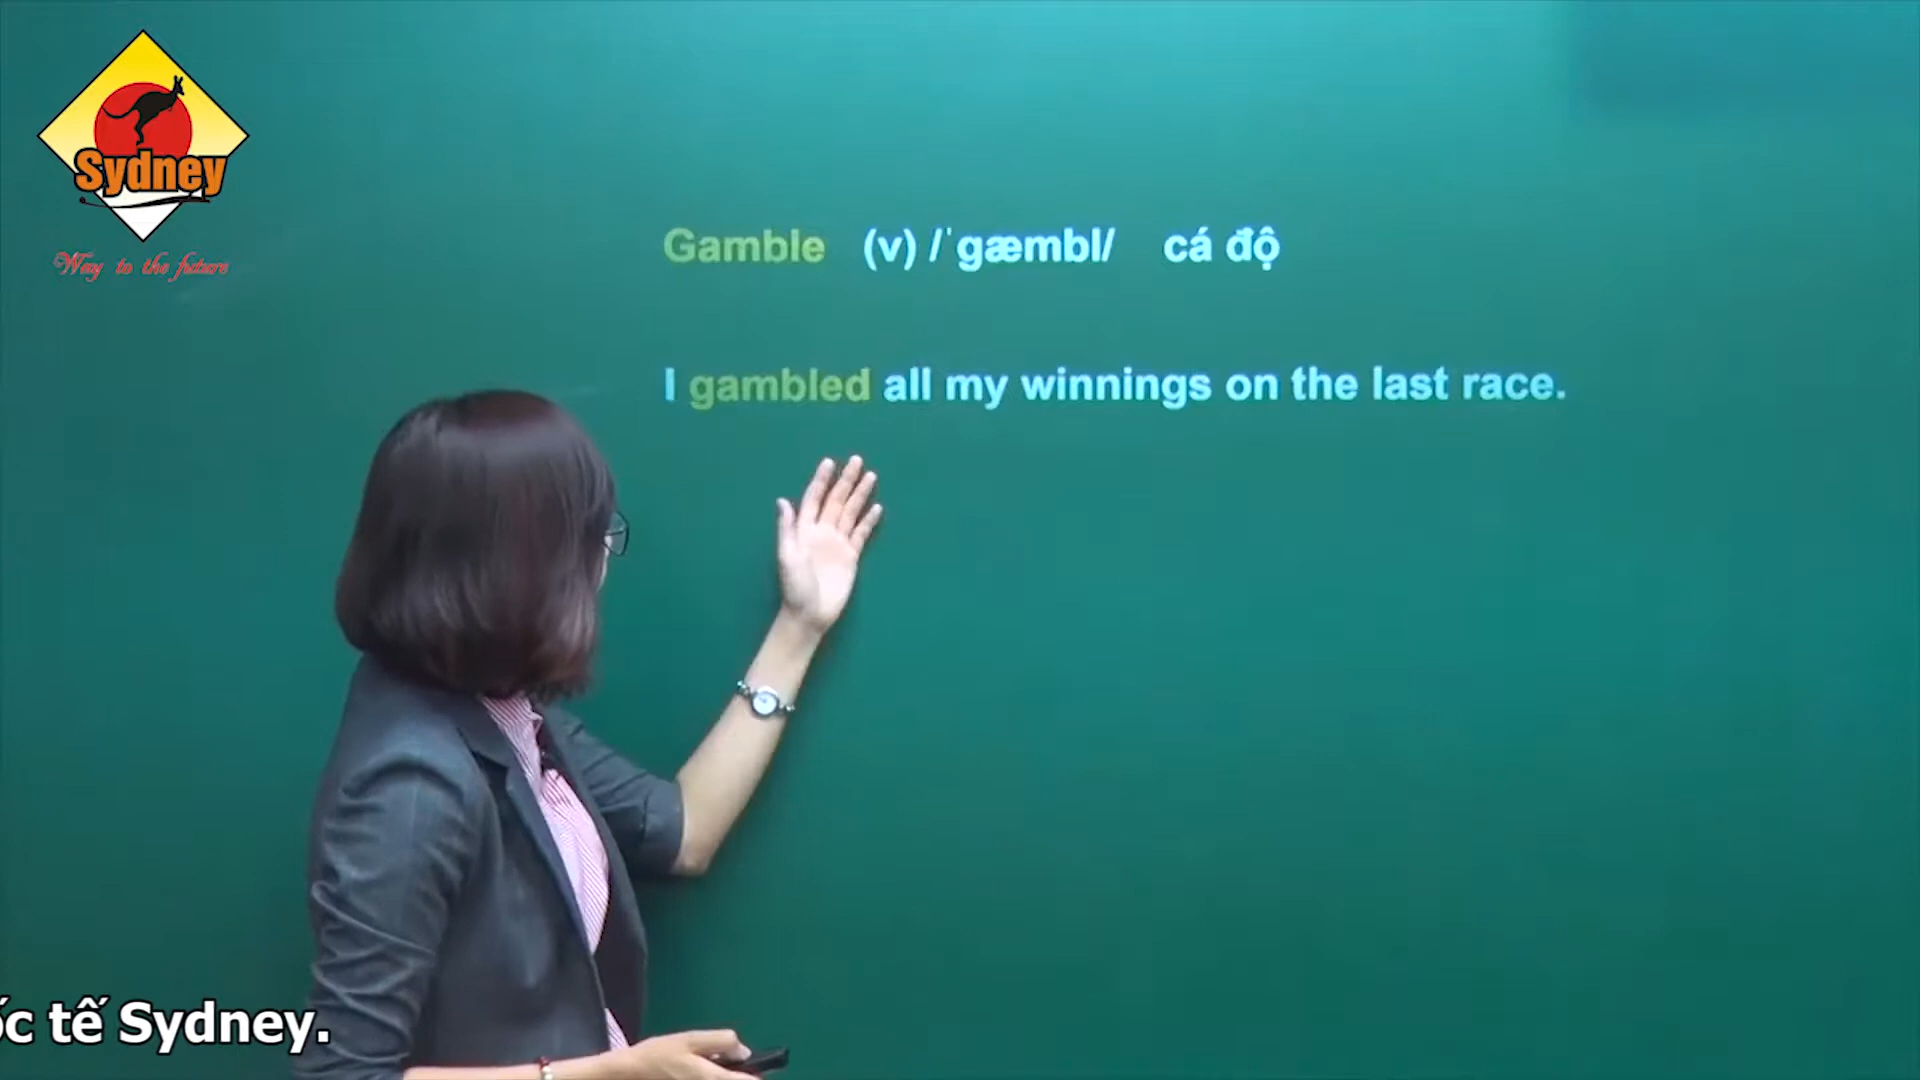 Sydney
Way to the future
Gamble (v) /ˈgæmbl/ cá độ
I gambled all my winnings on the last race.
ốc tế Sydney.